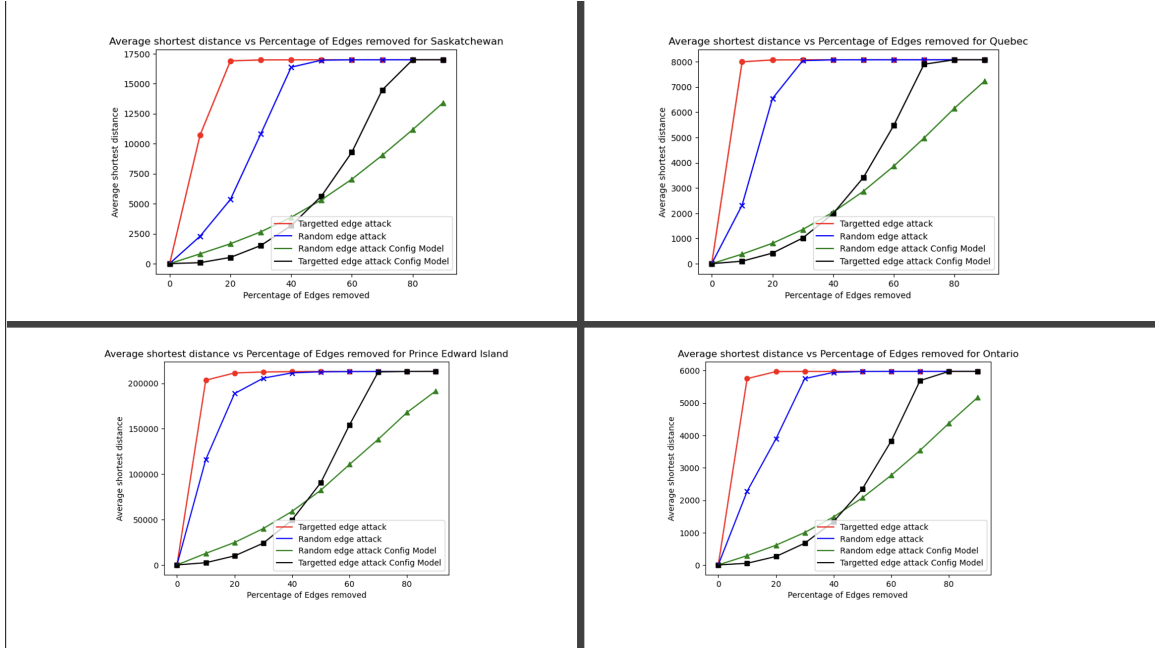 Average shortest distance vs Percentage of Edges removed for Saskatchewan
17500
15000
12500
10000
7500
5000
2500
0
Average shortest distance
Targetted edge attack
Random edge attack
Random edge attack Config Model
Targetted edge attack Config Model
0 20 40 60 80
Percentage of Edges removed
Average shortest distance vs Percentage of Edges removed for Quebec
8000
7000
6000
5000
4000
3000
2000
1000
0
Average shortest distance
Targetted edge attack
Random edge attack
Random edge attack Config Model
Targetted edge attack Config Model
0 20 40 60 80
Percentage of Edges removed
Average shortest distance vs Percentage of Edges removed for Prince Edward Island
200000
150000
100000
50000
0
Average shortest distance
Targetted edge attack
Random edge attack
Random edge attack Config Model
Targetted edge attack Config Model
0 20 40 60 80
Percentage of Edges removed
Average shortest distance vs Percentage of Edges removed for Ontario
6000
5000
4000
3000
2000
1000
0
Average shortest distance
Targetted edge attack
Random edge attack
Random edge attack Config Model
Targetted edge attack Config Model
0 20 40 60 80
Percentage of Edges removed